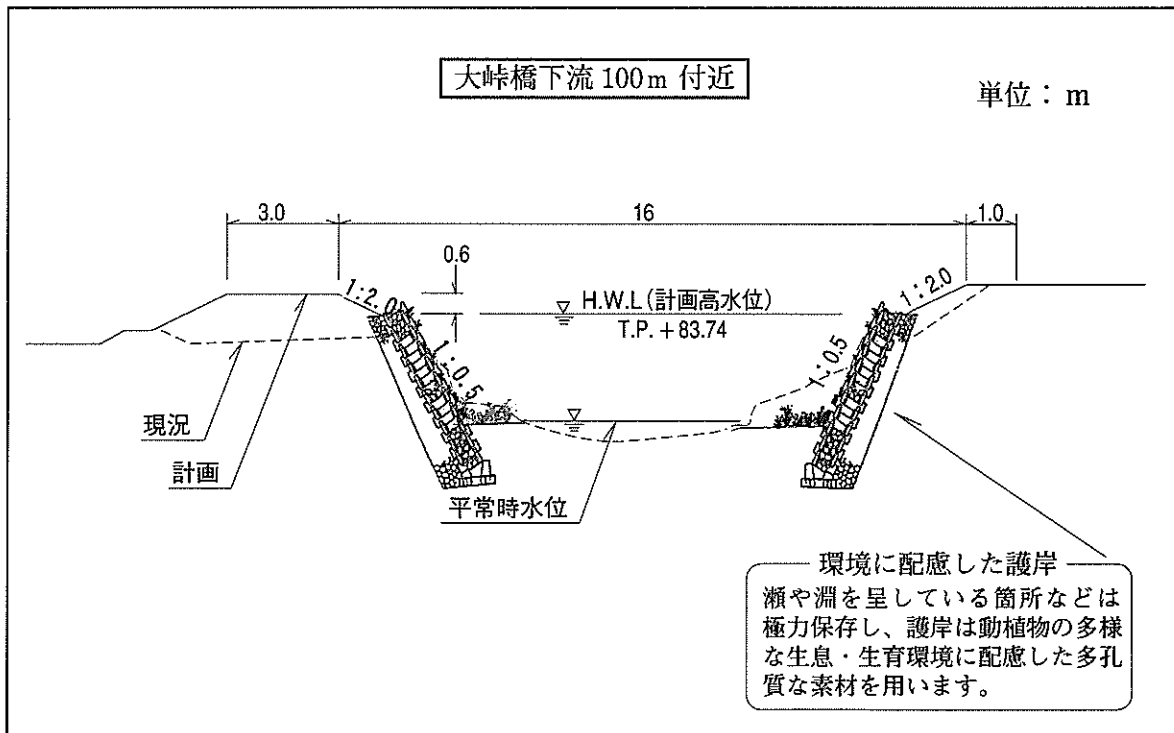 大峠橋下流 100m 付近
単位：m
3.0
16
1.0
0.6
1:2.0
1:2.0
H.W.L(計画高水位)
T.P.+83.74
1:0.5
1:0.5
現況
計画
平常時水位
環境に配慮した護岸
瀬や淵を呈している箇所などは
極力保存し、護岸は動植物の多様
な生息・生育環境に配慮した多孔
質な素材を用います。